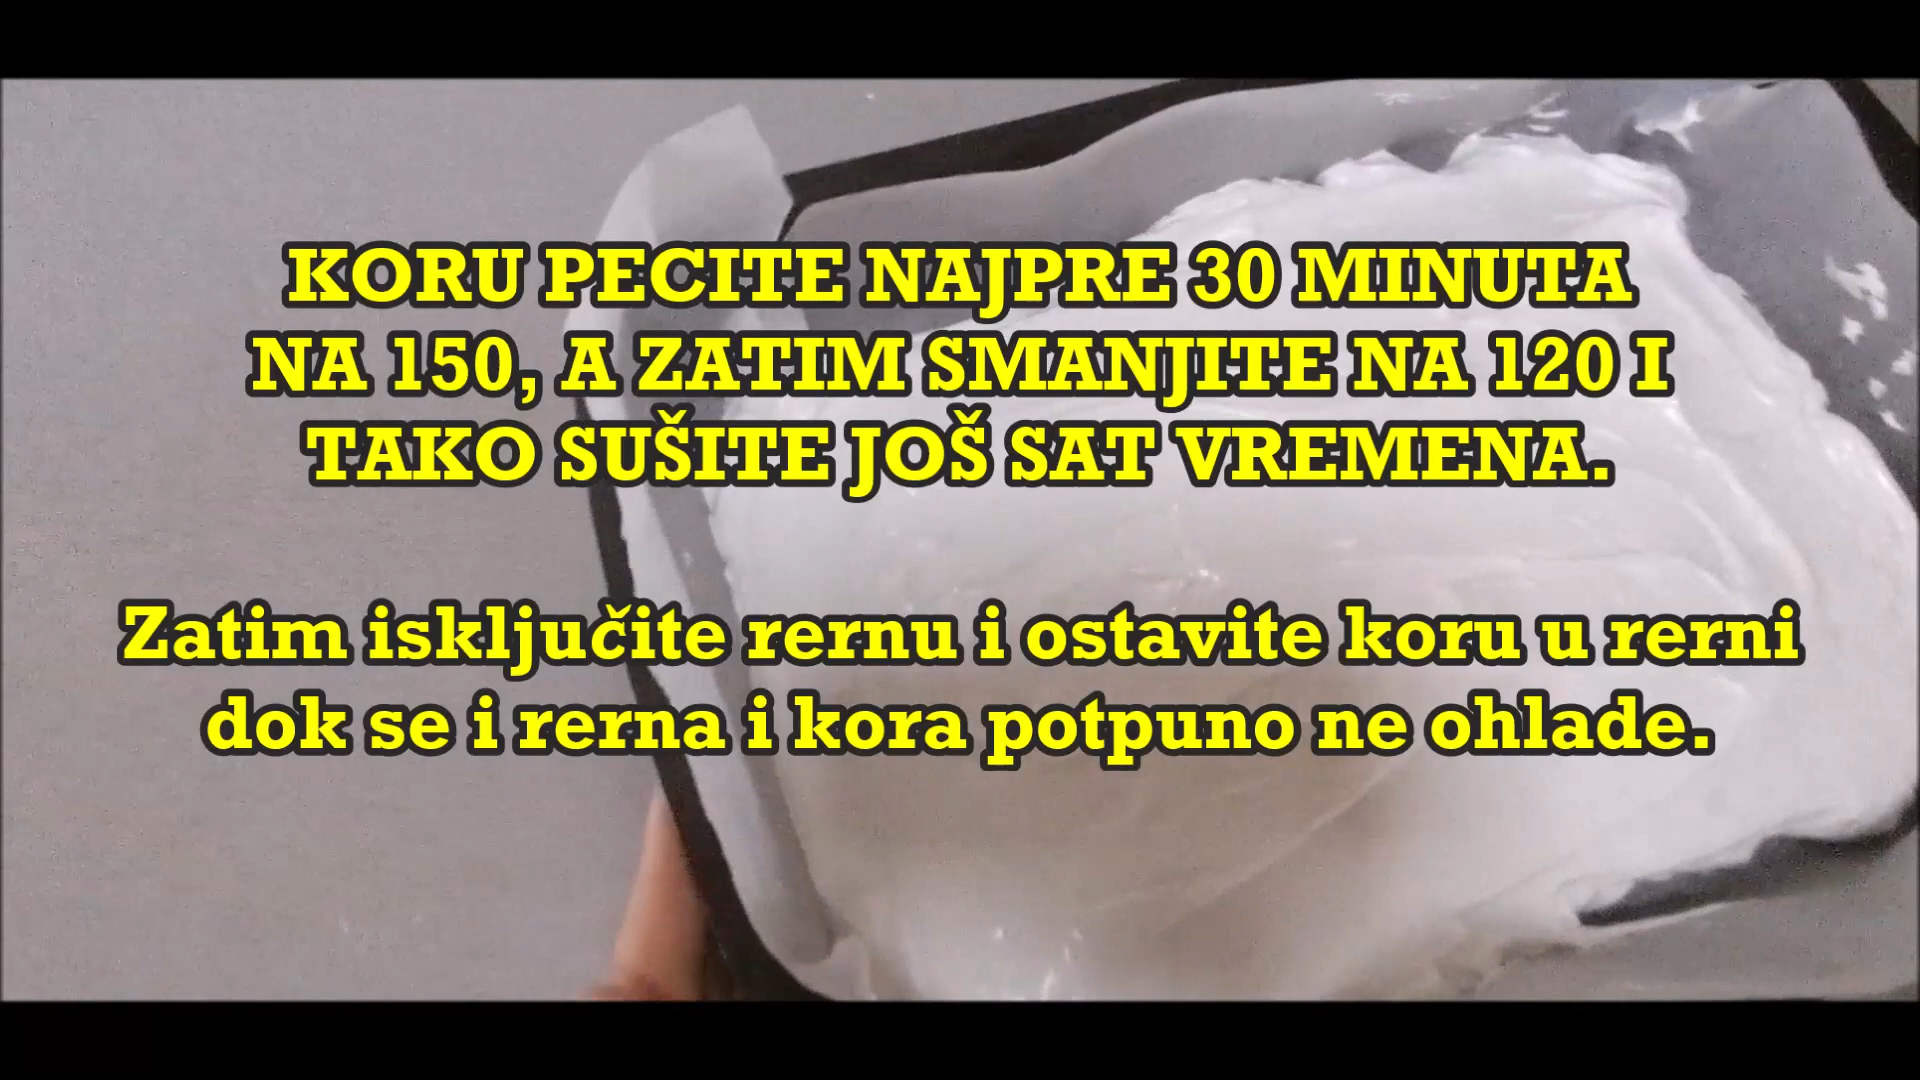 KORU PECITE NAJPRE 30 MINUTA
NA 150, A ZATIM SMANJITE NA 120 I
TAKO SUŠITE JOŠ SAT VREMENA.
Zatim isključite rernu i ostavite koru u rerni
dok se i rerna i kora potpuno ne ohlade.